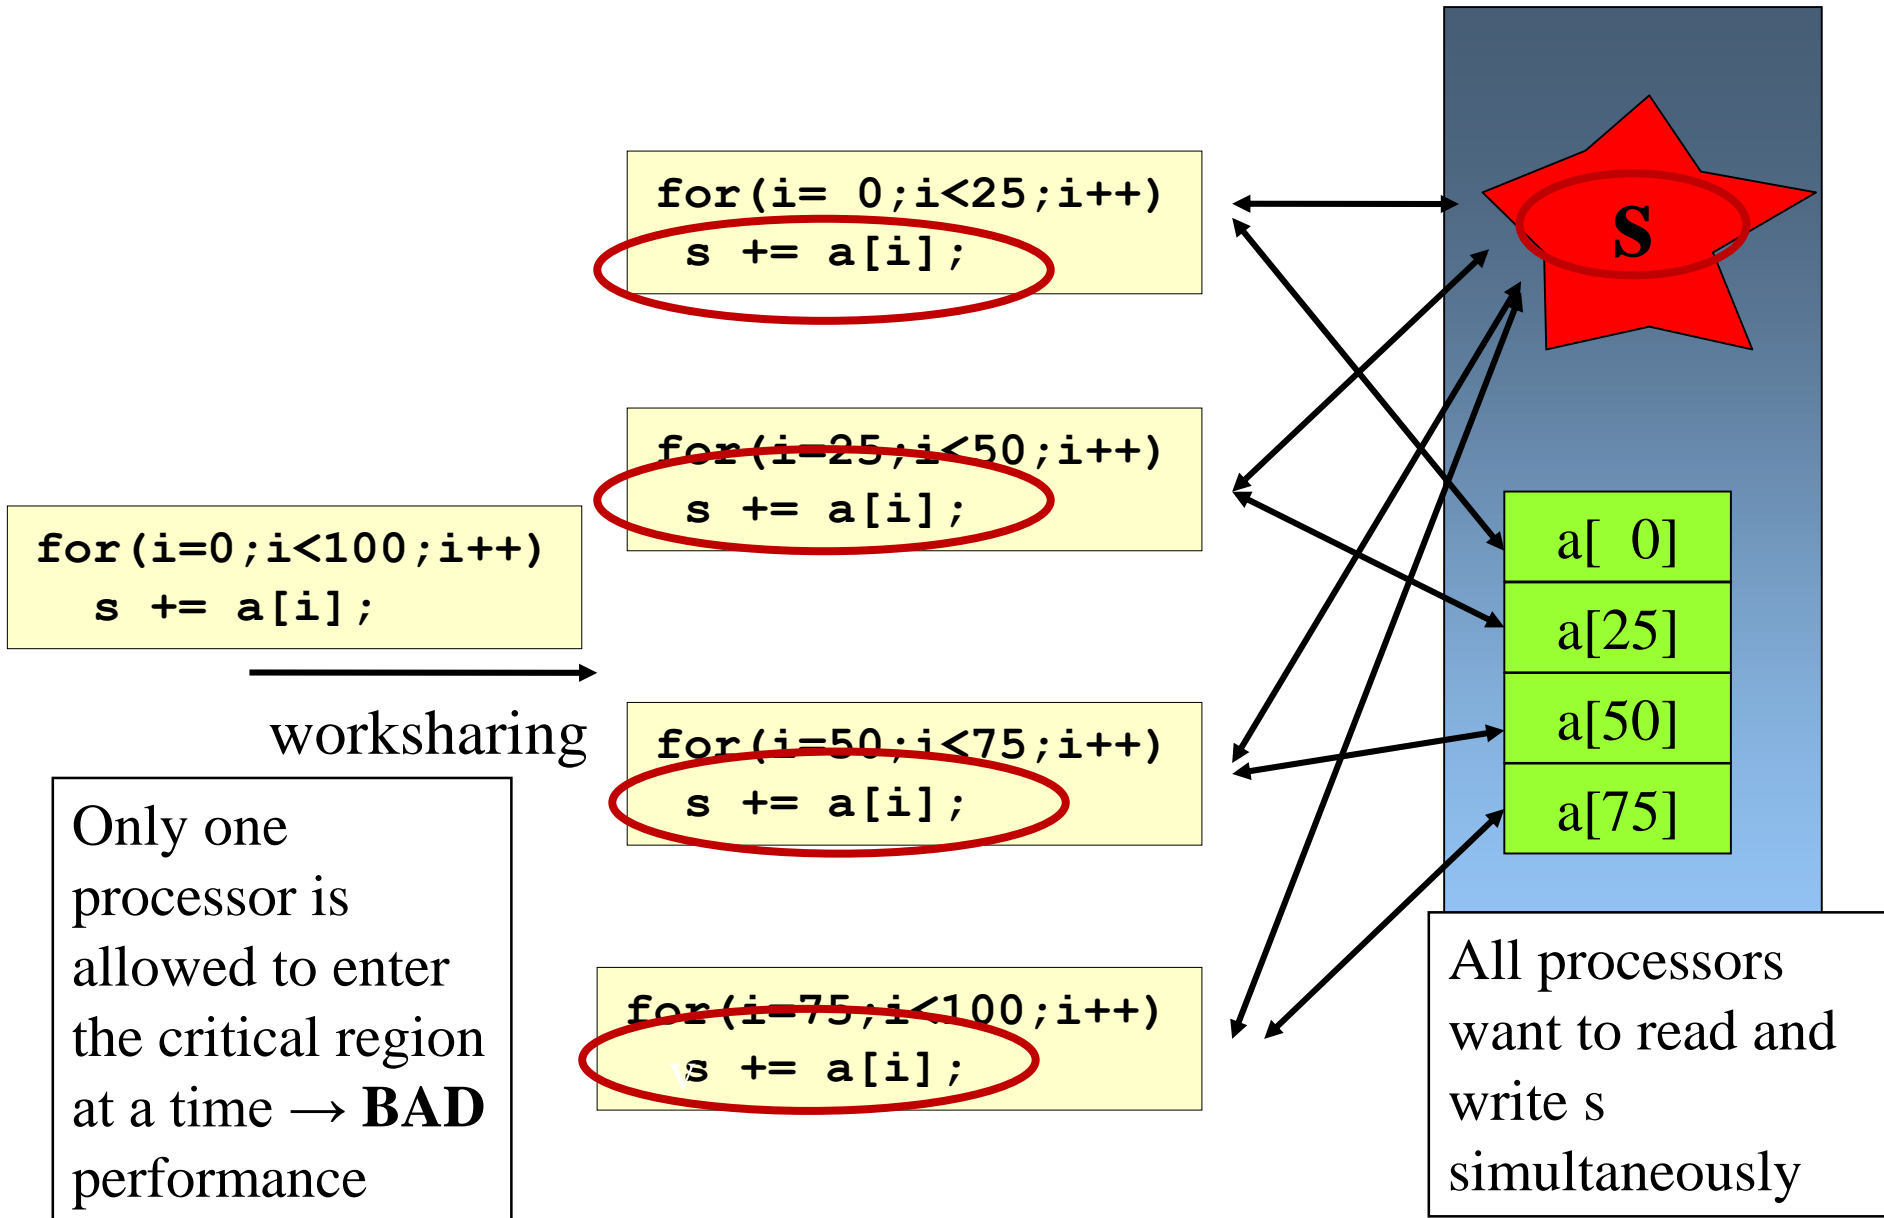 for(i=0;i<100;i++)
s += a[i];
worksharing
Only one
processor is
allowed to enter
the critical region
at a time → BAD
performance
for(i= 0;i<25;i++)
s += a[i];
for(i=25;i<50;i++)
s += a[i];
for(i=50;i<75;i++)
s += a[i];
for(i=75;i<100;i++)
s += a[i];
s
a[ 0]
a[25]
a[50]
a[75]
All processors
want to read and
write s
simultaneously